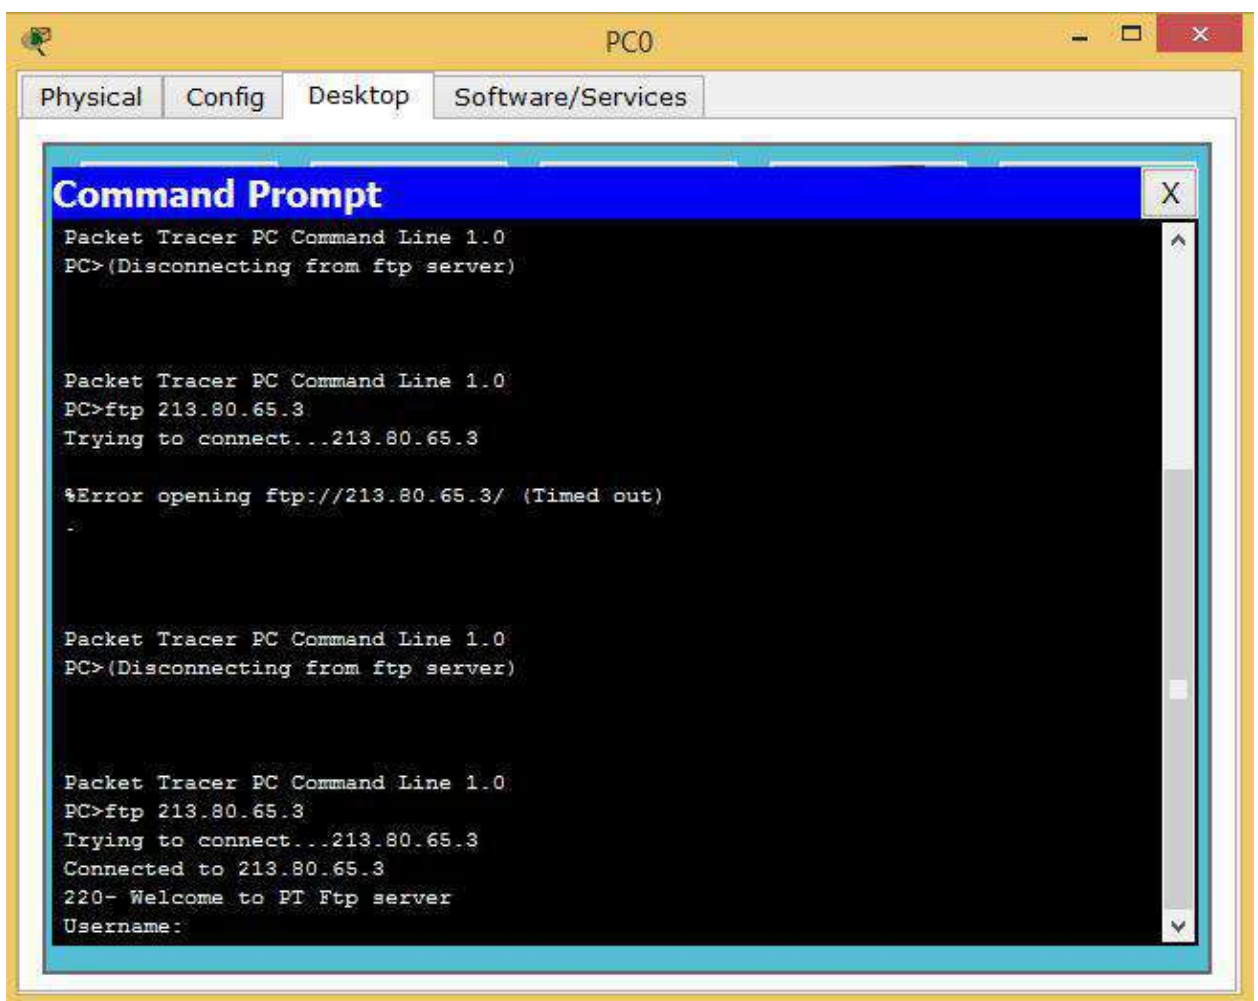 PC0
Physical Config Desktop Software/Services
Command Prompt
X
Packet Tracer PC Command Line 1.0
PC>(Disconnecting from ftp server)
Packet Tracer PC Command Line 1.0
PC>ftp 213.80.65.3
Trying to connect...213.80.65.3
%Error opening ftp://213.80.65.3/ (Timed out)
.
Packet Tracer PC Command Line 1.0
PC>(Disconnecting from ftp server)
Packet Tracer PC Command Line 1.0
PC>ftp 213.80.65.3
Trying to connect...213.80.65.3
Connected to 213.80.65.3
220- Welcome to PT Ftp server
Username: